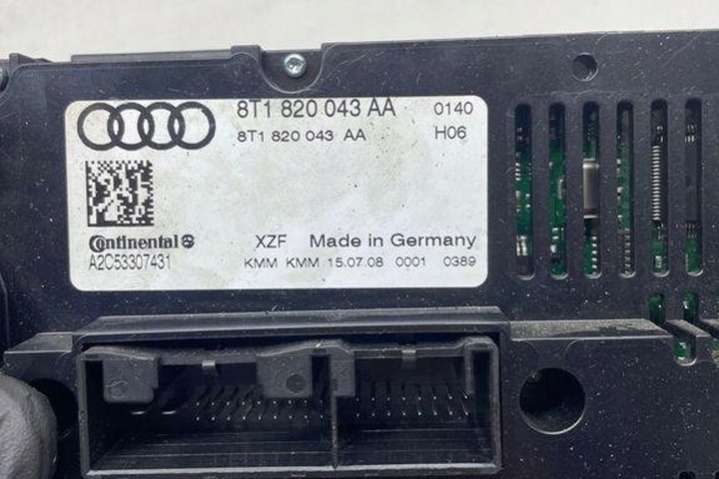 8T1 820 043 AA 0140
8T1 820 043 AA H06
Continental
A2C53307431
XZF Made in Germany
KMM KMM 15.07.08 0001 0389